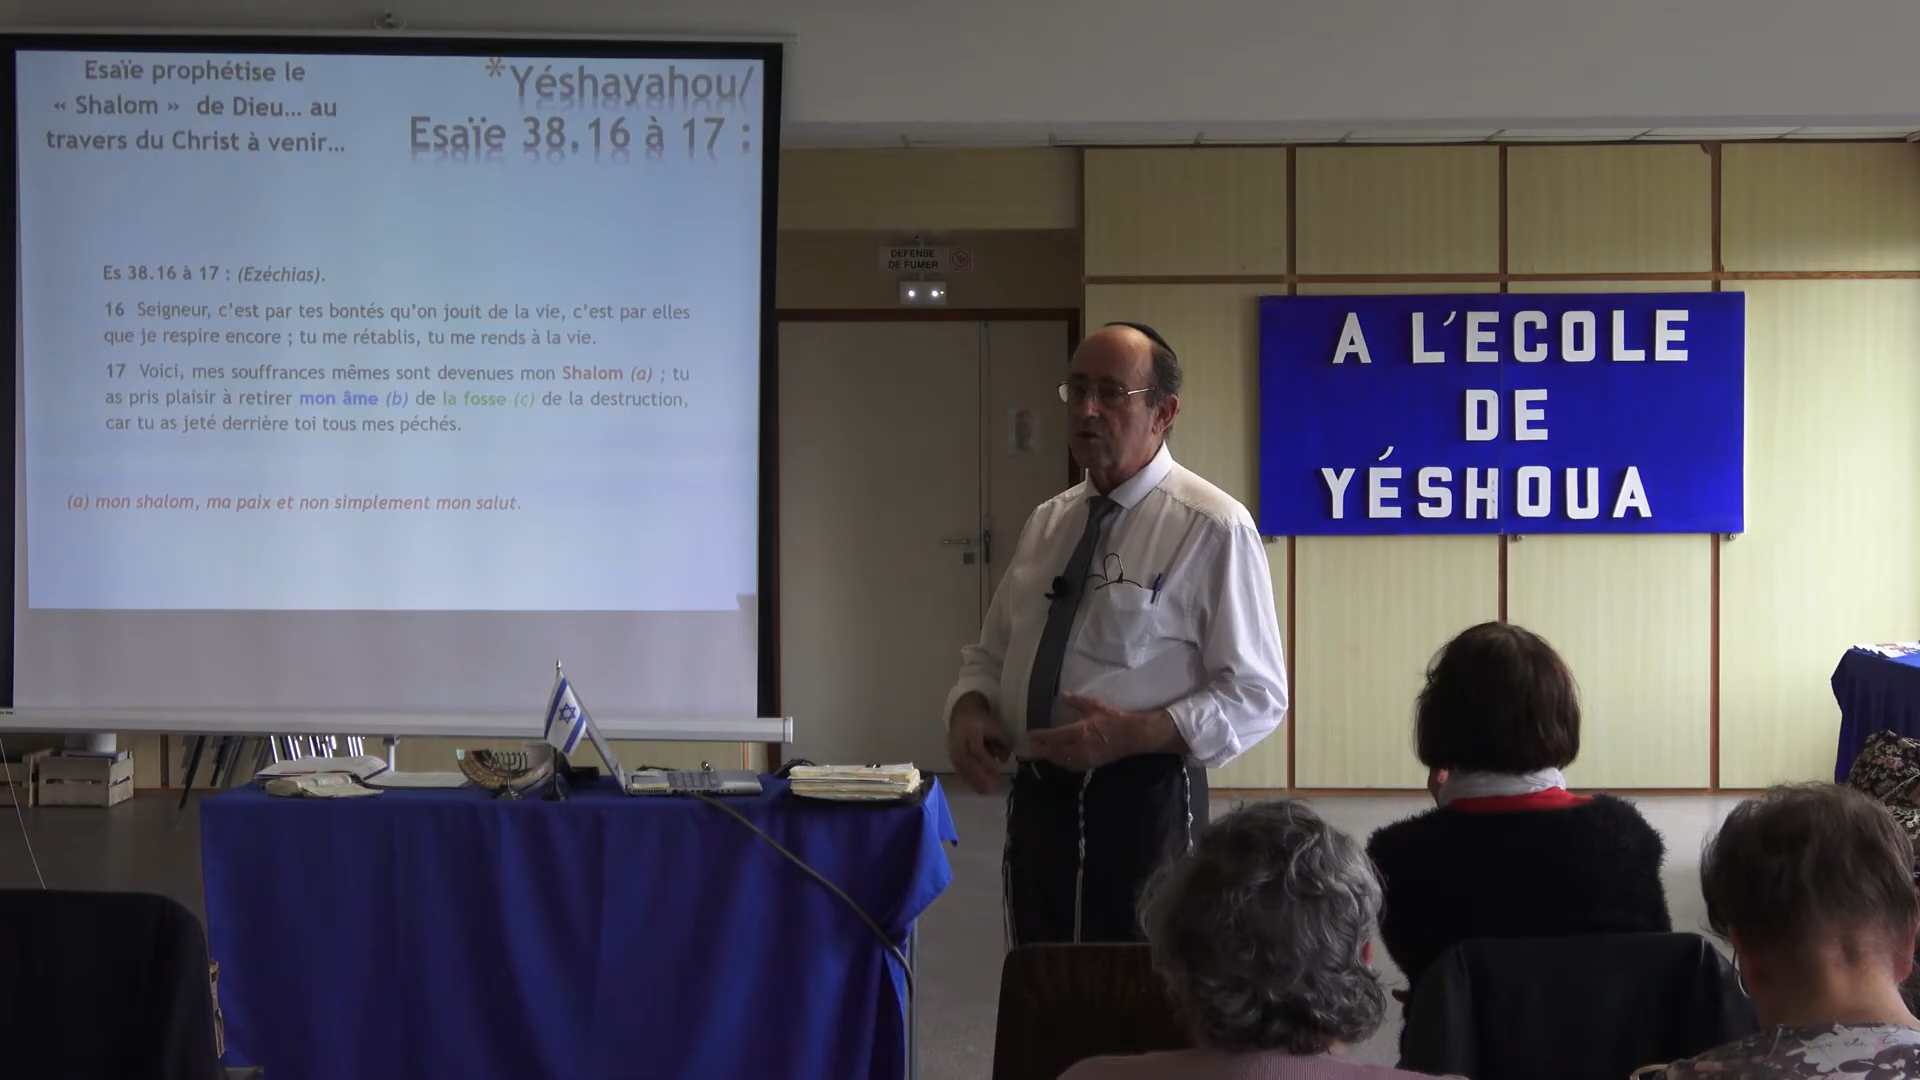 Esaïe prophétise le
« Shalom » de Dieu... au
travers du Christ à venir...
*Yéshayahou/
Esaïe 38.16 à 17 :
Es 38.16 à 17 : (Ezéchias).
16 Seigneur, c'est par tes bontés qu'on jouit de la vie, c'est par elles
que je respire encore ; tu me rétablis, tu me rends à la vie.
17 Voici, mes souffrances mêmes sont devenues mon Shalom (a) ; tu
as pris plaisir à retirer mon âme (b) de la fosse (c) de la destruction,
car tu as jeté derrière toi tous mes péchés.
(a) mon shalom, ma paix et non simplement mon salut.
DEFENSE
DE FUMER
A L'ECOLE
DE
YÉSHOUA